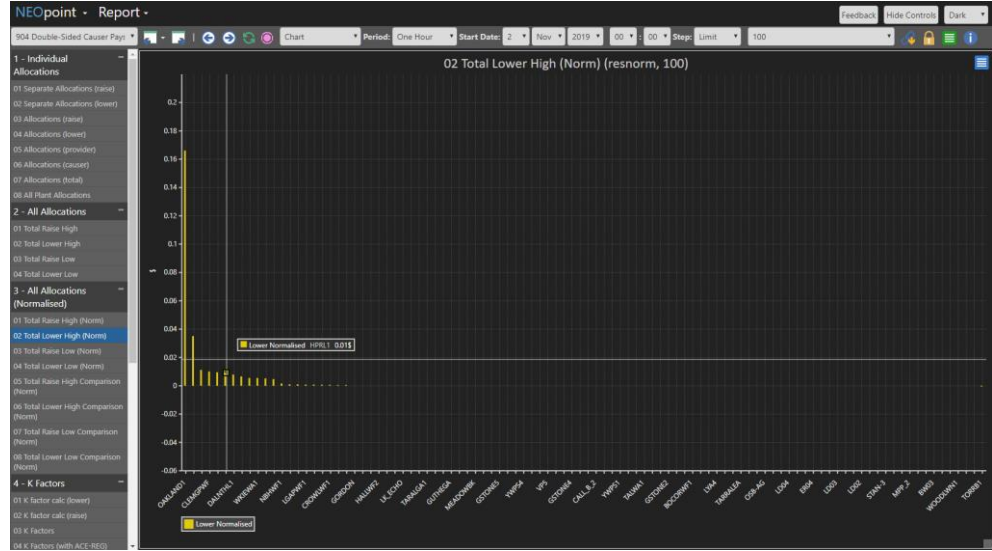 NEOpoint - Report -
Feedback Hide Controls Dark
904 Double-Sided Causer Pays
Chart
Period: One Hour
Start Date: 2 Nov 2019 00 : 00
Step: Limit 100
1 - Individual
Allocations
01 Separate Allocations (raise)
02 Separate Allocations (lower)
03 Allocations (raise)
04 Allocations (lower)
05 Allocations (provider)
06 Allocations (causer)
07 Allocations (total)
08 All Plant Allocations
2 - All Allocations
01 Total Raise High
02 Total Lower High
03 Total Raise Low
04 Total Lower Low
3 - All Allocations
(Normalised)
01 Total Raise High (Norm)
02 Total Lower High (Norm)
03 Total Raise Low (Norm)
04 Total Lower Low (Norm)
05 Total Raise High Comparison
(Norm)
06 Total Lower High Comparison
(Norm)
07 Total Raise Low Comparison
(Norm)
08 Total Lower Low Comparison
(Norm)
4 - K Factors
01 K factor calc (lower)
02 K factor calc (raise)
03 K Factors
04 K Factors (with ACE-REG)
02 Total Lower High (Norm) (resnorm, 100)
0.2
0.18
0.16
0.14
0.12
0.1
0.08
0.06
0.04
0.02
0
-0.02
-0.04
-0.06
$
Lower Normalised HPRL1 0.01$
OAKLAND1
CLEMGPWF
DALNTHL1
WKIEWA1
NBHWF1
LGAPWF1
CROWLWF1
GORDON
HALLWF2
LK_ECHO
TARALGA1
GUTHEGA
MEADOWBK
GSTONE5
YWPS4
VP5
GSTONE4
CALL_B_2
YWPS1
TALWA1
GSTONE2
BOCORWF1
LYA4
TARRALEA
OSB-AG
LD04
ER04
LD03
LD02
STAN-3
MPP_2
BW03
WOODLWN1
TORRB1
Lower Normalised